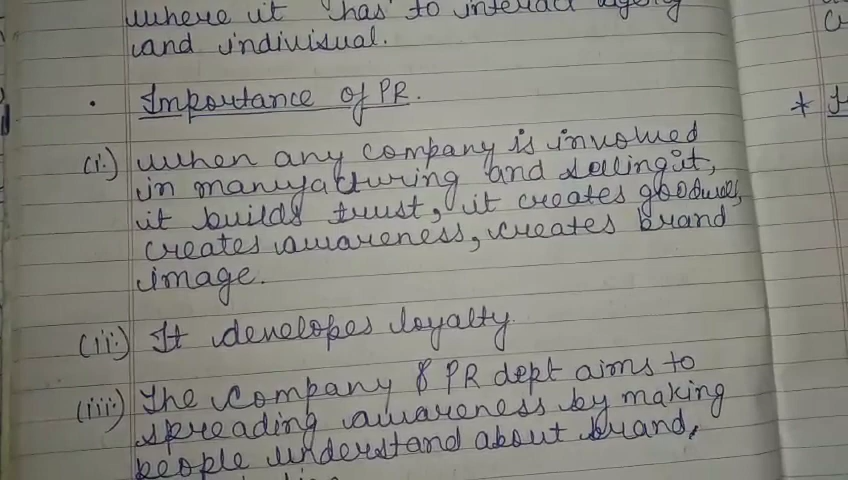 where it has to interact agency
and indivisual.
• Importance of PR.
(i:) When any company is involved
in manufacturing and selling it,
it builds trust, it creates goodwill,
creates awareness, creates brand
image.
(ii:) It developes loyalty
(iii:) The company & PR dept aims to
spreading awareness by making
people understand about brand,
*